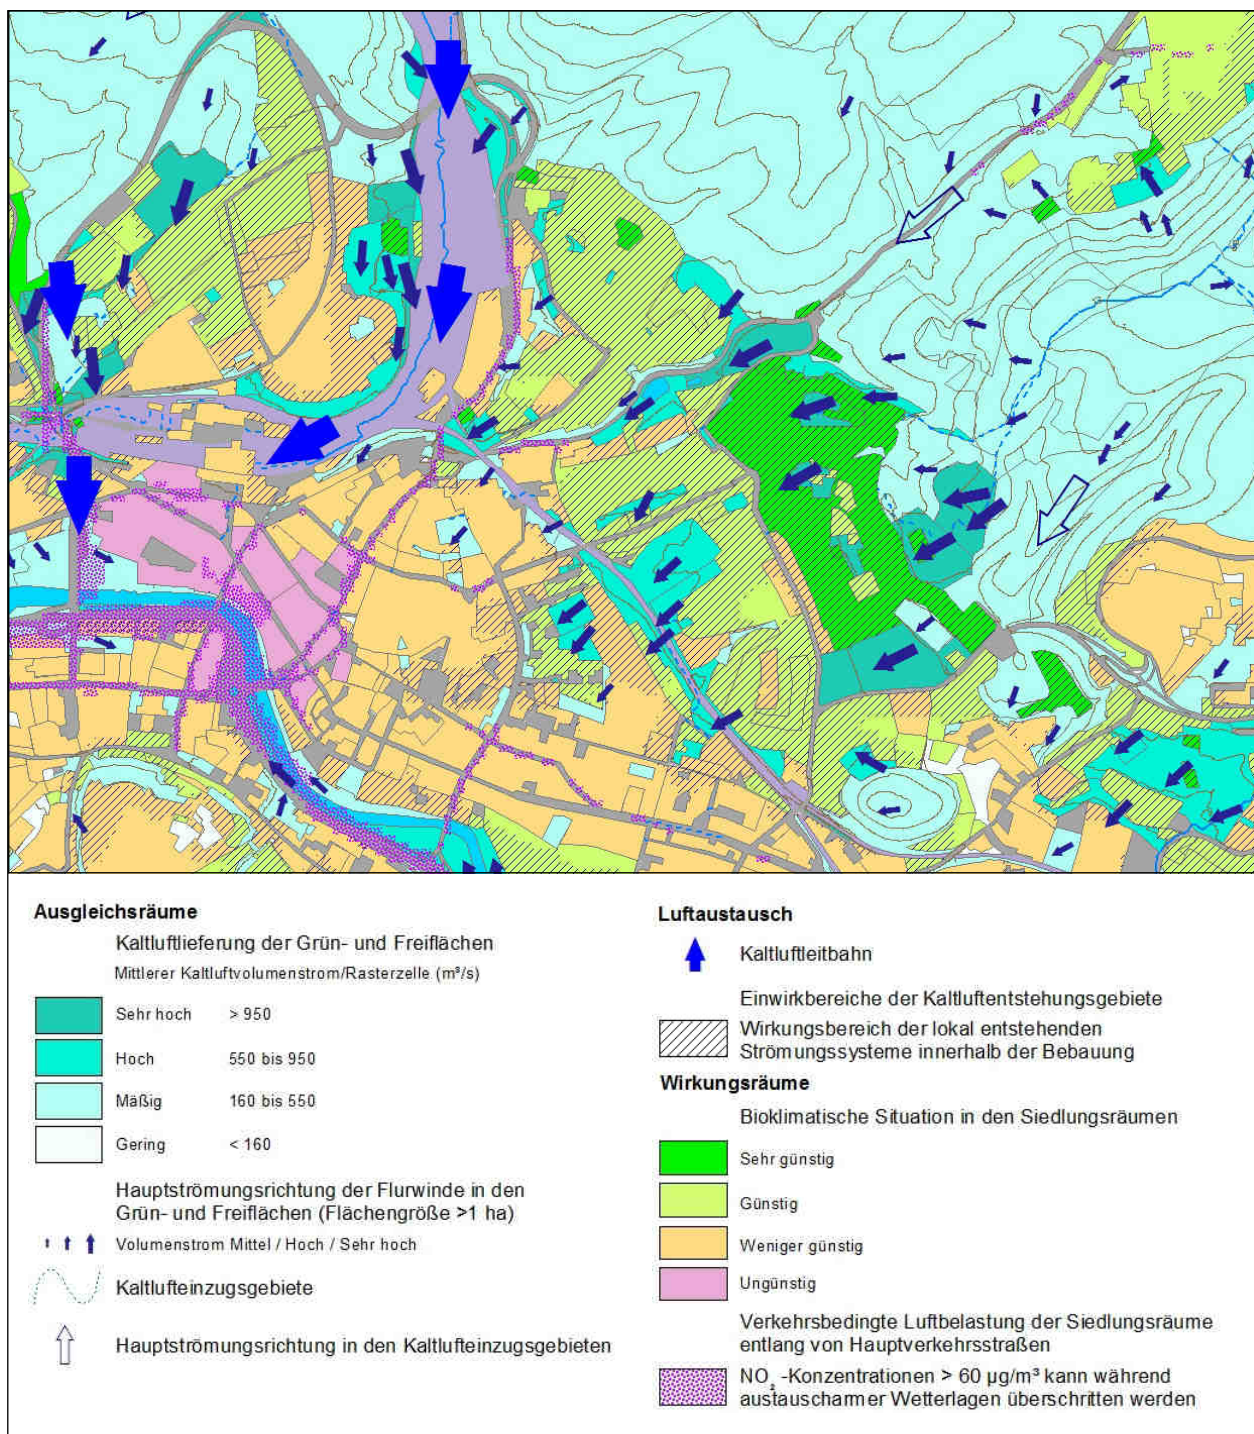 Ausgleichsräume
Kaltluftlieferung der Grün- und Freiflächen
Mittlerer Kaltluftvolumenstrom/Rasterzelle (m³/s)
Sehr hoch > 950
Hoch 550 bis 950
Mäßig 160 bis 550
Gering < 160
Hauptströmungsrichtung der Flurwinde in den
Grün- und Freiflächen (Flächengröße >1 ha)
Volumenstrom Mittel / Hoch / Sehr hoch
Kaltlufteinzugsgebiete
Hauptströmungsrichtung in den Kaltlufteinzugsgebieten
Luftaustausch
Kaltluftleitbahn
Einwirkbereiche der Kaltluftentstehungsgebiete
Wirkungsbereich der lokal entstehenden
Strömungssysteme innerhalb der Bebauung
Wirkungsräume
Bioklimatische Situation in den Siedlungsräumen
Sehr günstig
Günstig
Weniger günstig
Ungünstig
Verkehrsbedingte Luftbelastung der Siedlungsräume
entlang von Hauptverkehrsstraßen
NO₂ -Konzentrationen > 60 µg/m³ kann während
austauscharmer Wetterlagen überschritten werden